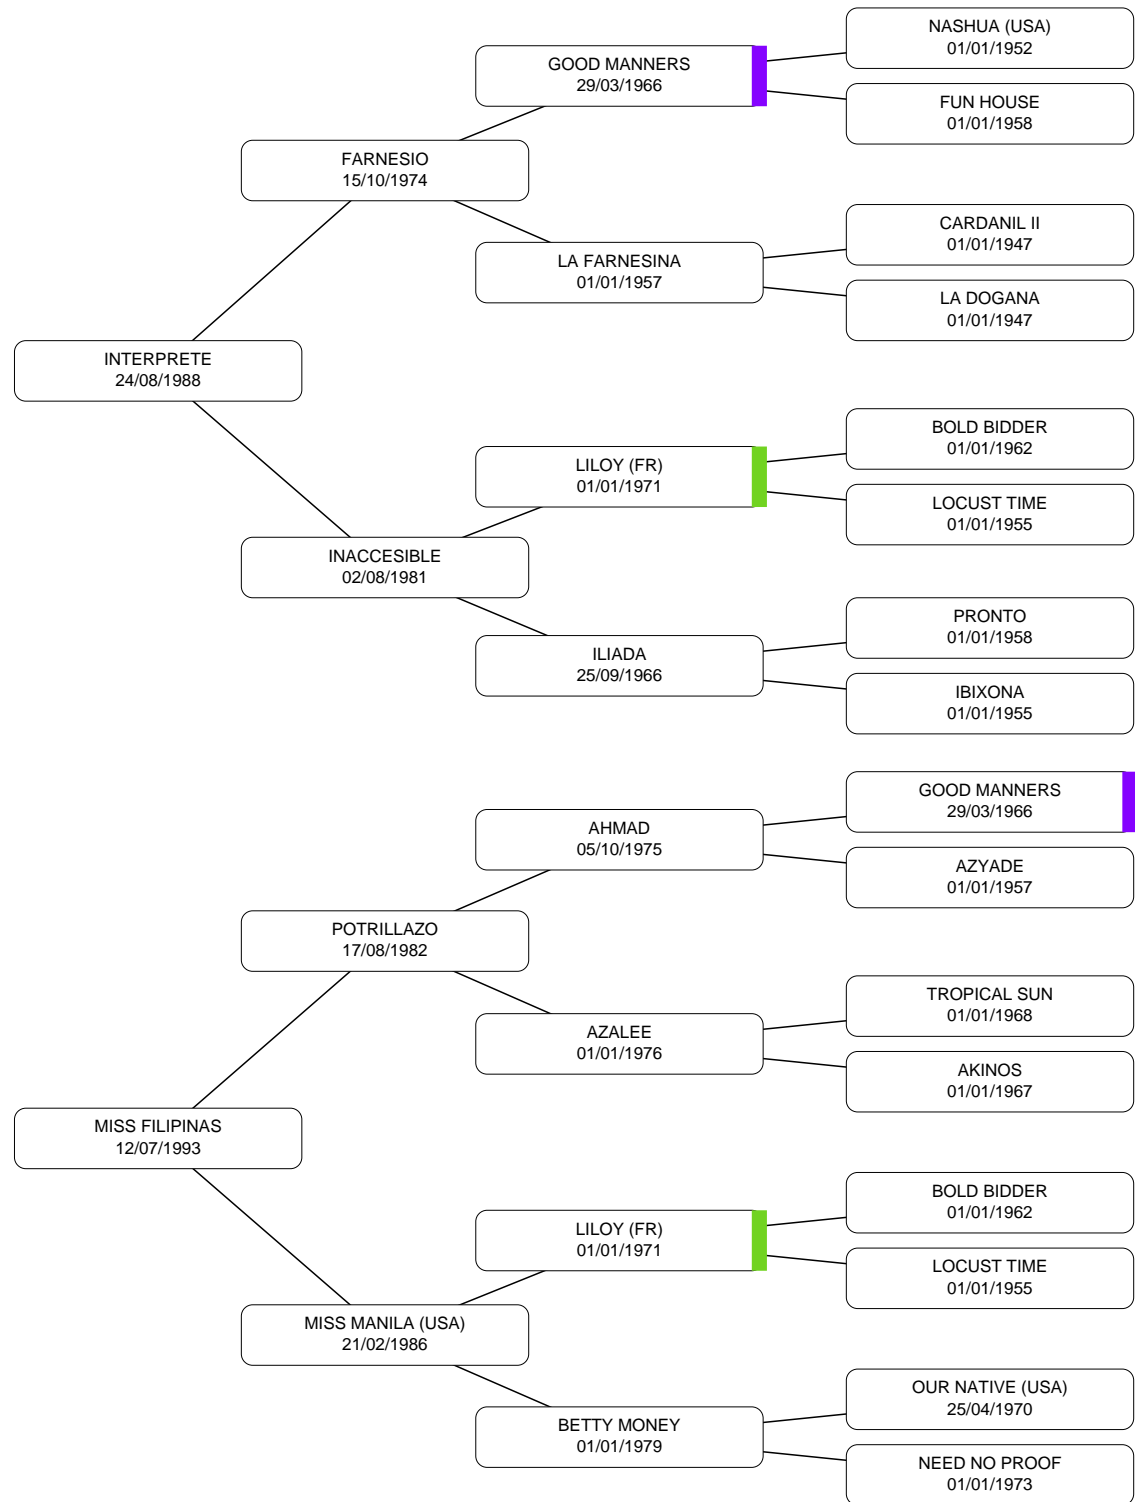 NASHUA (USA)
01/01/1952
GOOD MANNERS
29/03/1966
FUN HOUSE
01/01/1958
FARNESIO
15/10/1974
CARDANIL II
01/01/1947
LA FARNESINA
01/01/1957
LA DOGANA
01/01/1947
INTERPRETE
24/08/1988
BOLD BIDDER
01/01/1962
LILOY (FR)
01/01/1971
LOCUST TIME
01/01/1955
INACCESIBLE
02/08/1981
PRONTO
01/01/1958
ILIADA
25/09/1966
IBIXONA
01/01/1955
GOOD MANNERS
29/03/1966
AHMAD
05/10/1975
AZYADE
01/01/1957
POTRILLAZO
17/08/1982
TROPICAL SUN
01/01/1968
AZALEE
01/01/1976
AKINOS
01/01/1967
MISS FILIPINAS
12/07/1993
BOLD BIDDER
01/01/1962
LILOY (FR)
01/01/1971
LOCUST TIME
01/01/1955
MISS MANILA (USA)
21/02/1986
OUR NATIVE (USA)
25/04/1970
BETTY MONEY
01/01/1979
NEED NO PROOF
01/01/1973